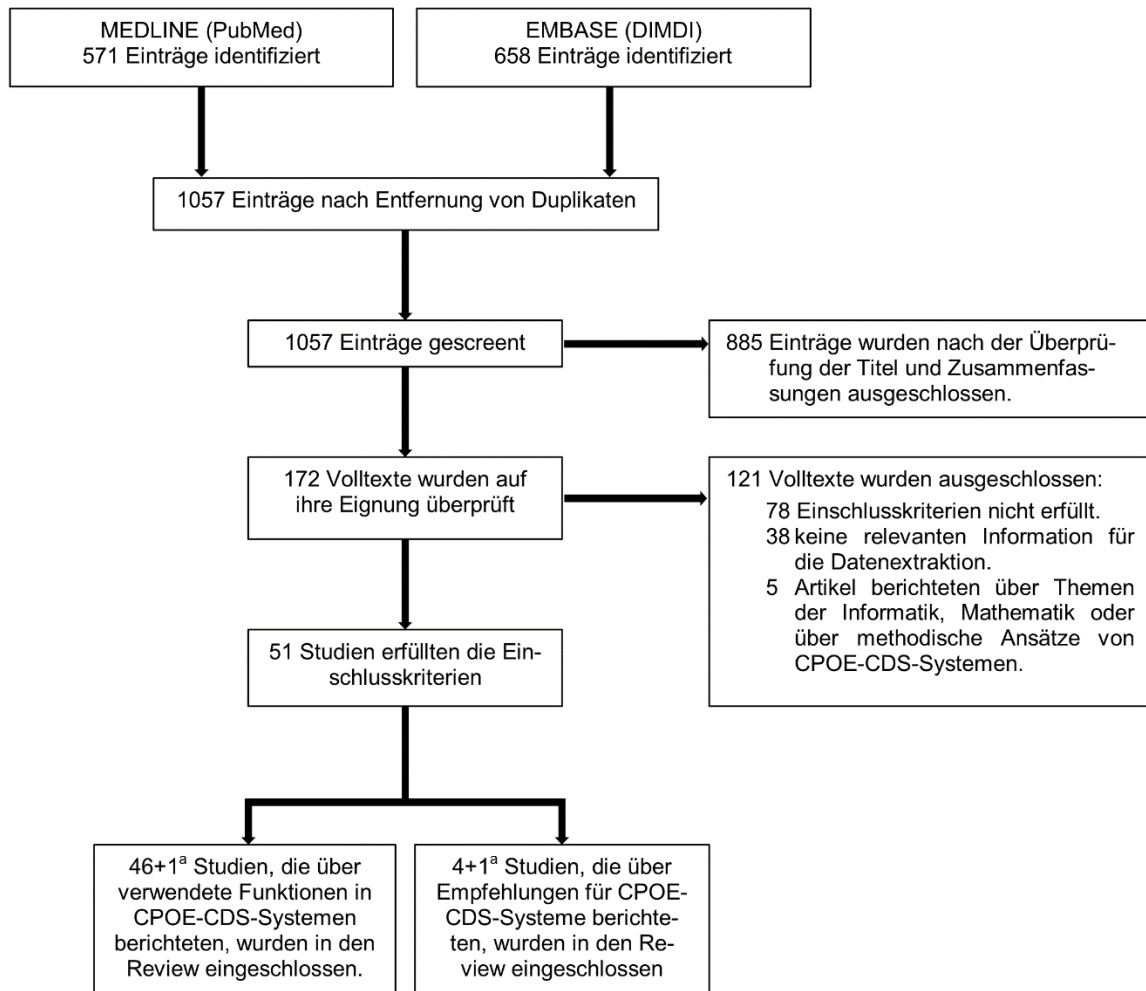 MEDLINE (PubMed)
571 Einträge identifiziert
EMBASE (DIMDI)
658 Einträge identifiziert
1057 Einträge nach Entfernung von Duplikaten
1057 Einträge gescreent
885 Einträge wurden nach der Überprü-
fung der Titel und Zusammenfas-
sungen ausgeschlossen.
172 Volltexte wurden auf
ihre Eignung überprüft
121 Volltexte wurden ausgeschlossen:
78 Einschlusskriterien nicht erfüllt.
38 keine relevanten Information für
die Datenextraktion.
5 Artikel berichteten über Themen
der Informatik, Mathematik oder
über methodische Ansätze von
CPOE-CDS-Systemen.
51 Studien erfüllten die Ein-
schlusskriterien
46+1ᵃ Studien, die über
verwendete Funktionen in
CPOE-CDS-Systemen
berichteten, wurden in den
Review eingeschlossen.
4+1ᵃ Studien, die über
Empfehlungen für CPOE-
CDS-Systeme berichte-
ten, wurden in den Re-
view eingeschlossen